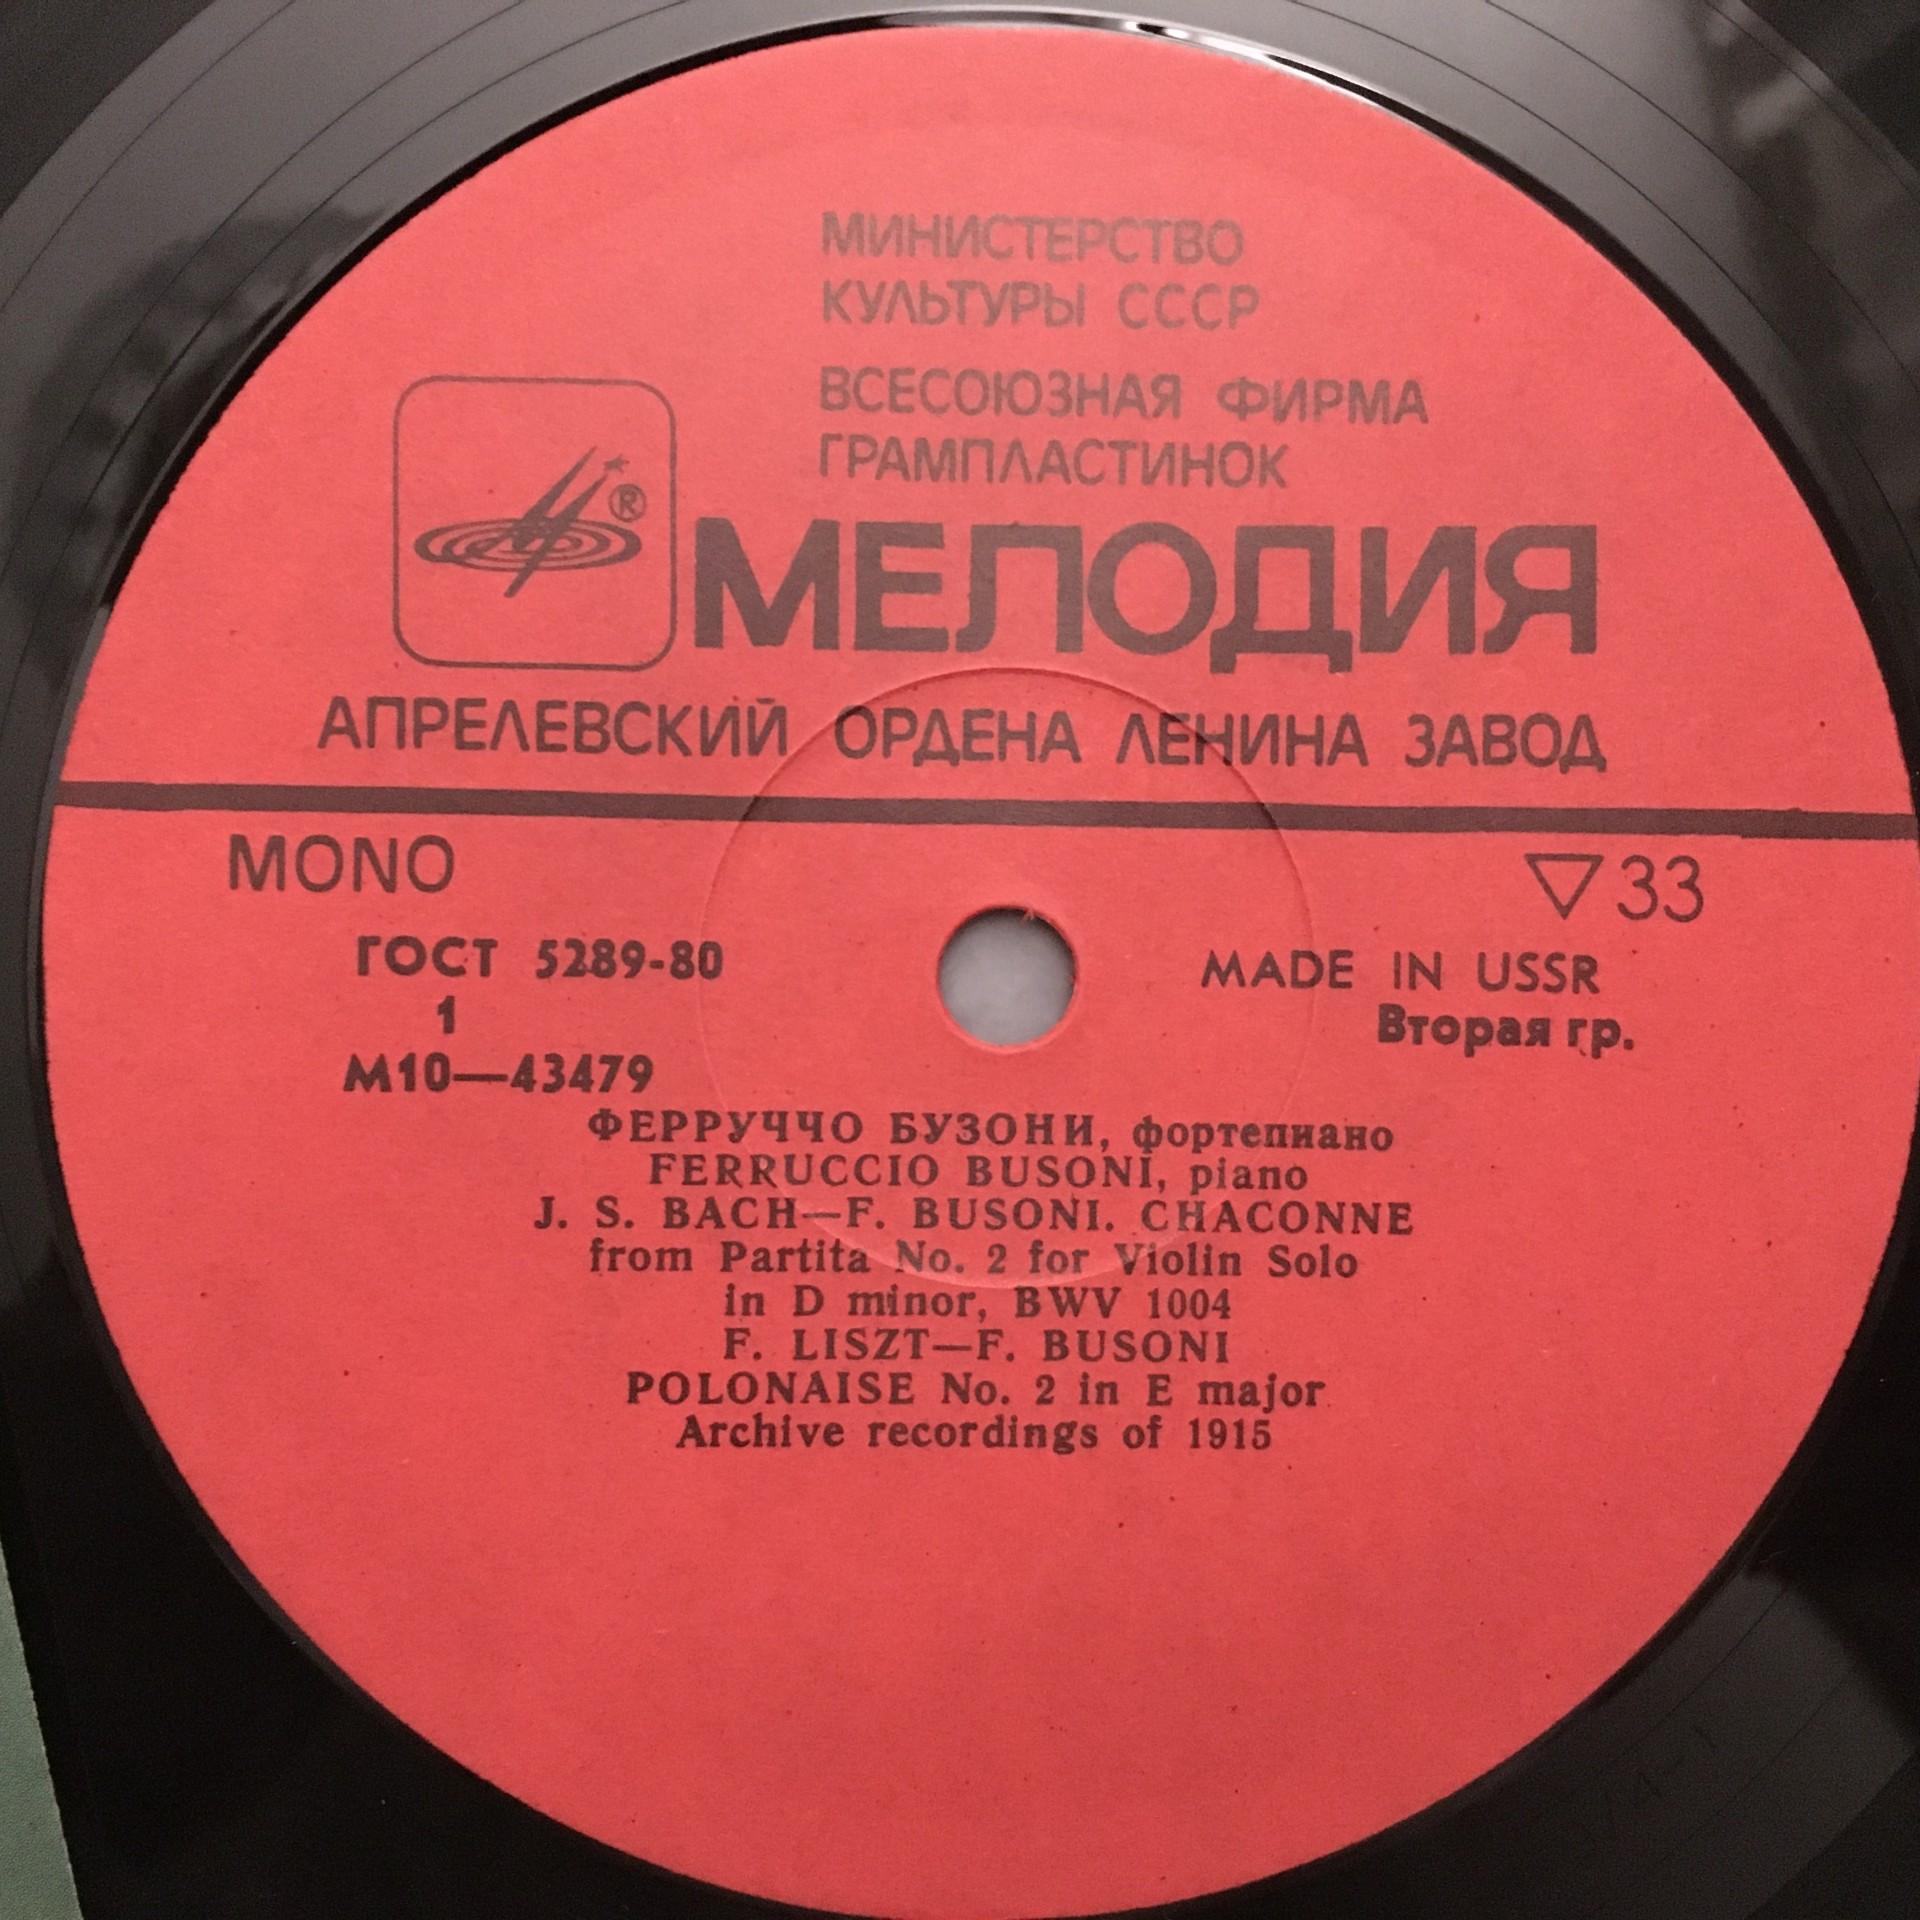 МИНИСТЕРСТВО
КУЛЬТУРЫ СССР
ВСЕСОЮЗНАЯ ФИРМА
ГРАМПЛАСТИНОК
®
МЕЛОДИЯ
АПРЕЛЕВСКИЙ ОРДЕНА ЛЕНИНА ЗАВОД
MONO
▽33
ГОСТ 5289-80
MADE IN USSR
1
Вторая гр.
М10—43479
ФЕРРУЧЧО БУЗОНИ, фортепиано
FERRUCCIO BUSONI, piano
J. S. BACH—F. BUSONI. CHACONNE
from Partita No. 2 for Violin Solo
in D minor, BWV 1004
F. LISZT—F. BUSONI
POLONAISE No. 2 in E major
Archive recordings of 1915